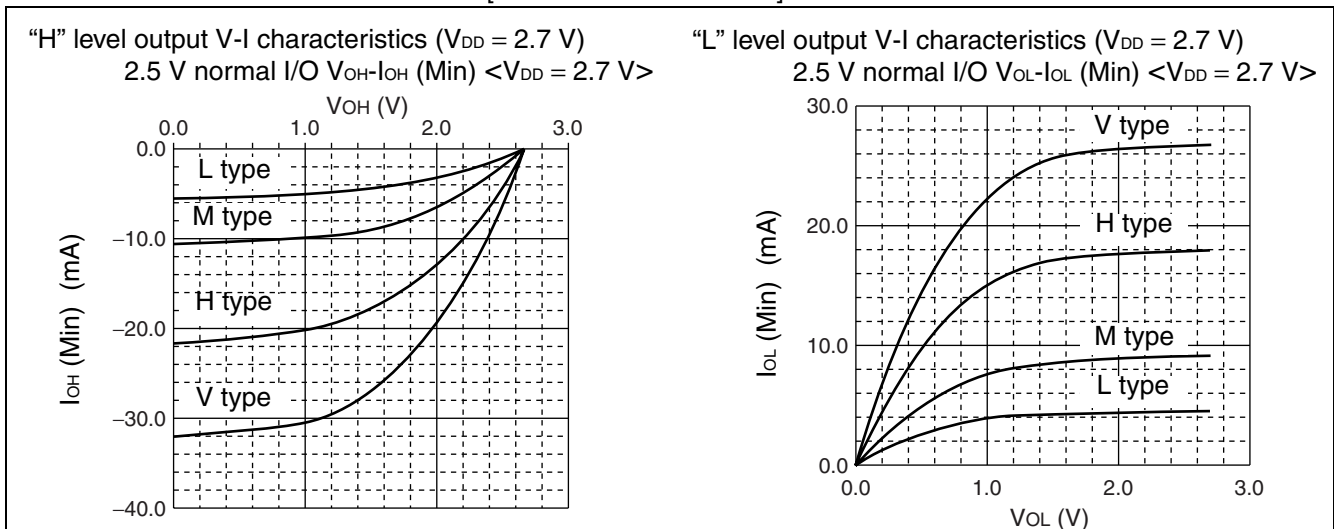 “H” level output V-I characteristics (VDD = 2.7 V)
2.5 V normal I/O VOH-IOH (Min) <VDD = 2.7 V>
VOH (V)
0.0 1.0 2.0 3.0
0.0
L type
M type
–10.0
H type
–20.0
V type
–30.0
–40.0
IOH (Min) (mA)
“L” level output V-I characteristics (VDD = 2.7 V)
2.5 V normal I/O VOL-IOL (Min) <VDD = 2.7 V>
30.0
V type
20.0
H type
10.0
M type
L type
0.0
IOL (Min) (mA)
0.0 1.0 2.0 3.0
VOL (V)